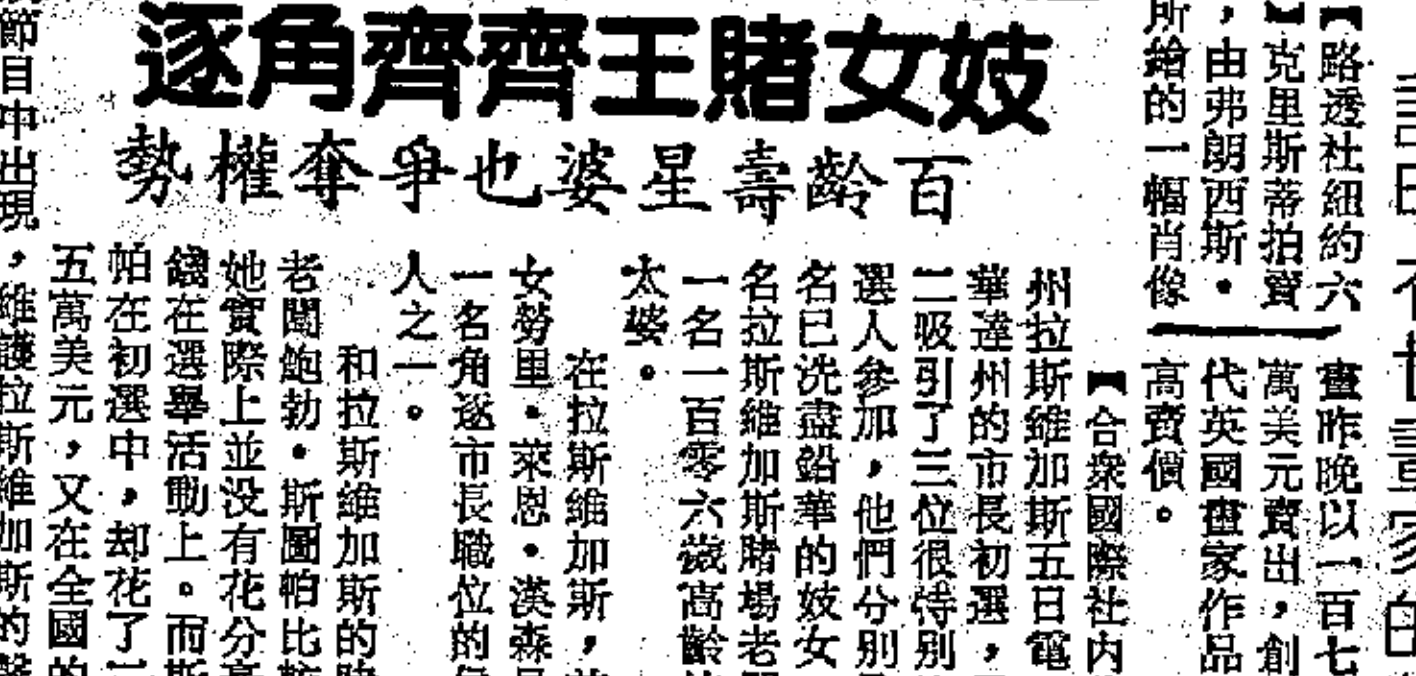 【路透社紐約六
】克里斯蒂拍賣
，由弗朗西斯・
所繪的一幅肖像
畫昨晚以一百七
萬美元賣出，創
代英國畫家作品
高賣價。
妓女賭王齊齊角逐
百齡壽星婆也爭奪權勢
【合衆國際社內
州拉斯維加斯五日電
華達州的市長初選，
二吸引了三位很特別
選人參加，他們分別
名已洗盡鉛華的妓女
名拉斯維加斯賭場老
一名一百零六歲高齡
太婆。
在拉斯維加斯，
女勞里・萊恩・漢森
一名角逐市長職位的
人之一。
和拉斯維加斯的賭
老闆鮑勃・斯圖帕比較
她實際上並没有花分
錢在選舉活動上。而斯
帕在初選中，却花了一
五萬美元，又在全國的
節目中出現，維護拉斯維加斯的聲